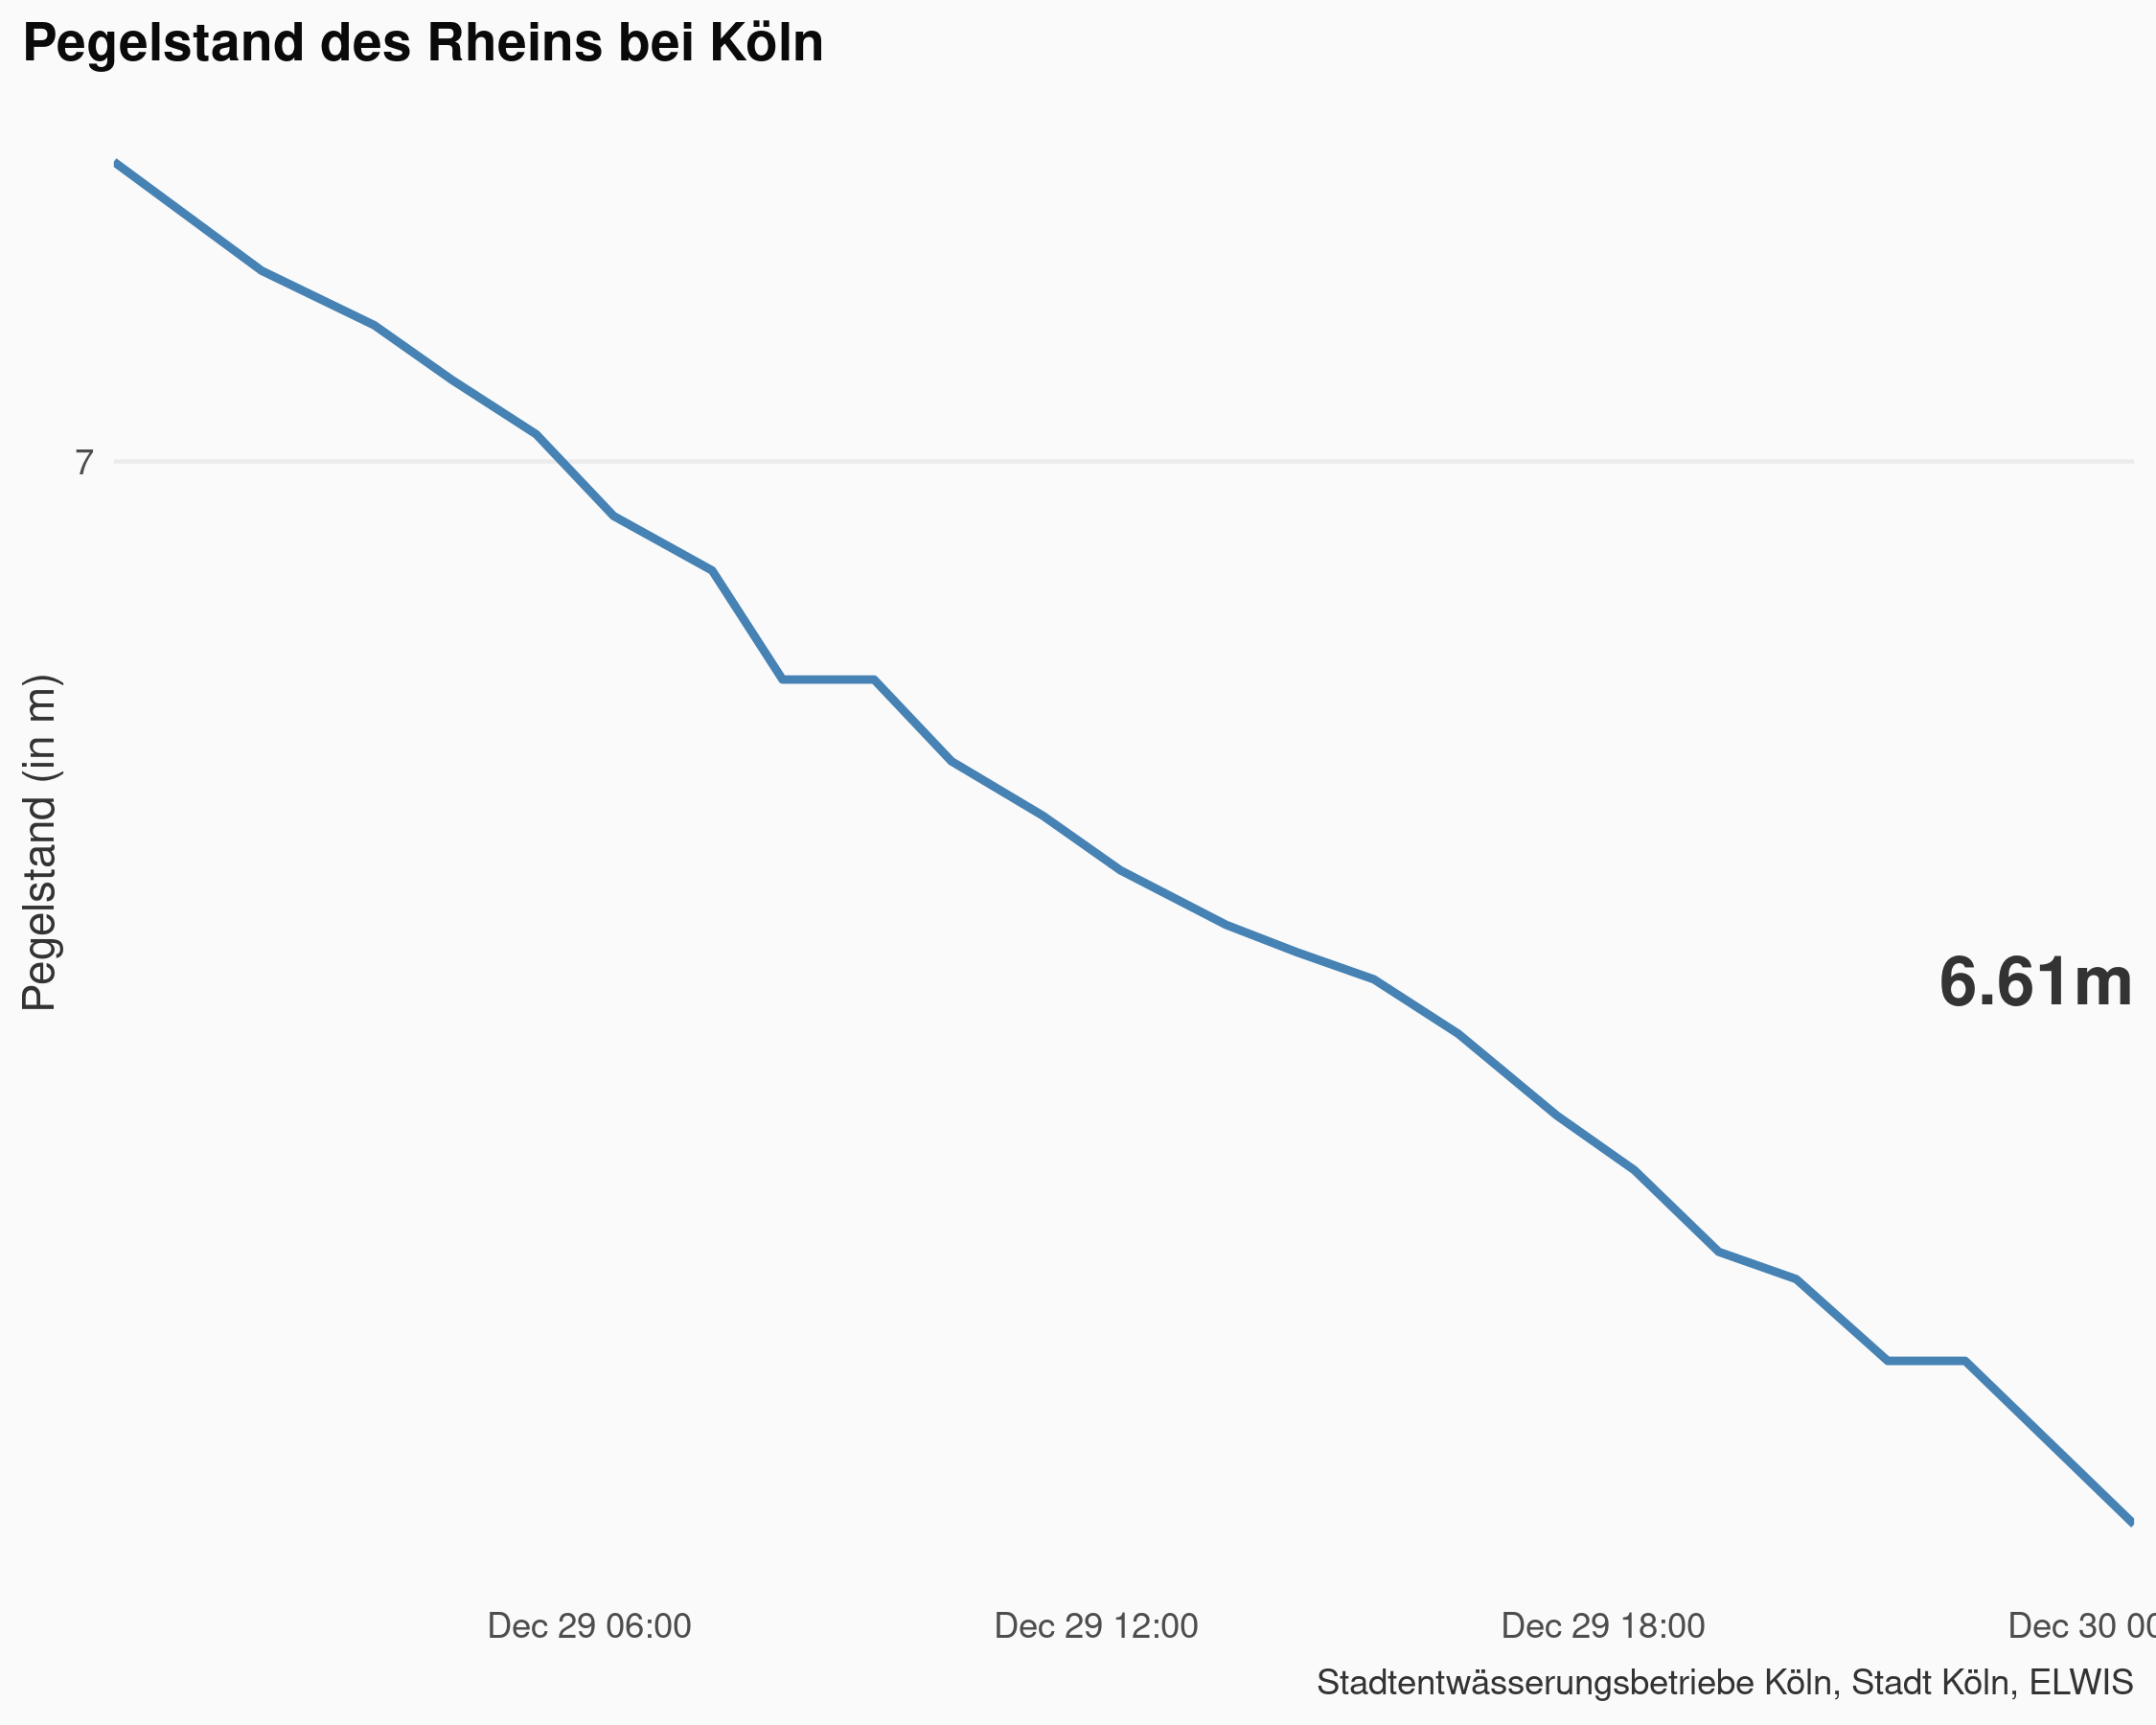 Pegelstand des Rheins bei Köln
7
Pegelstand (in m)
6.61m
Dec 29 06:00
Dec 29 12:00
Dec 29 18:00
Dec 30 00
Stadtentwässerungsbetriebe Köln, Stadt Köln, ELWIS